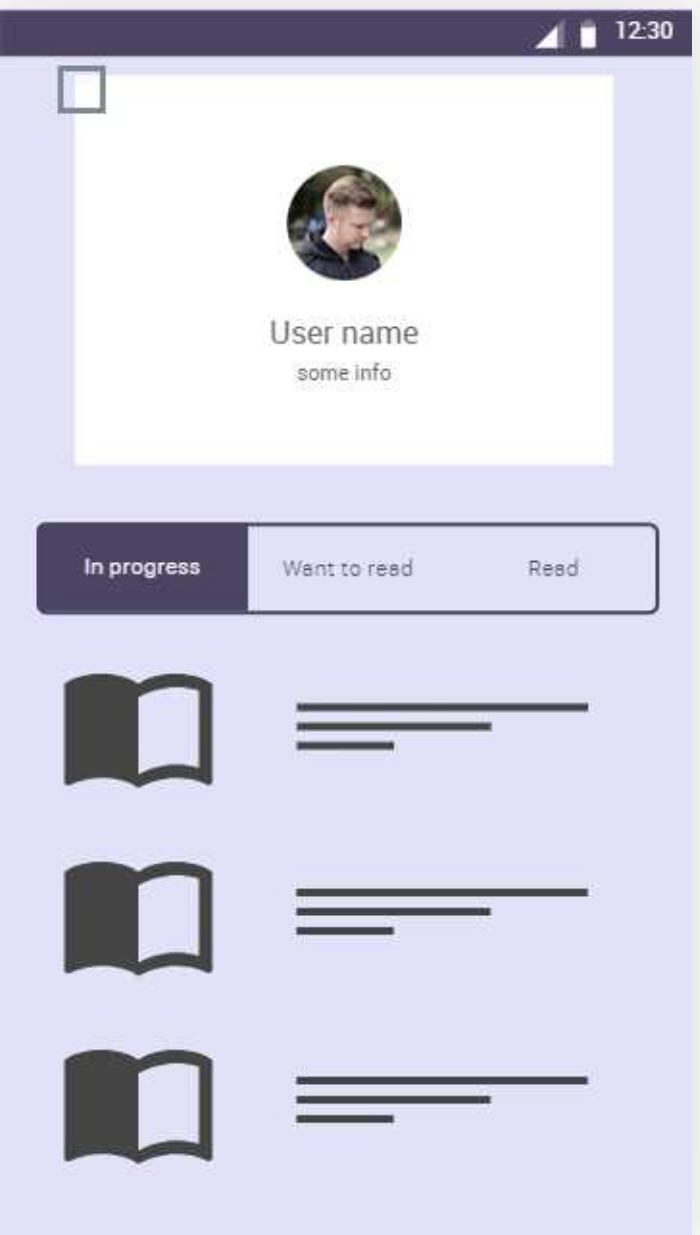 12:30
User name
some info
In progress
Want to read
Read